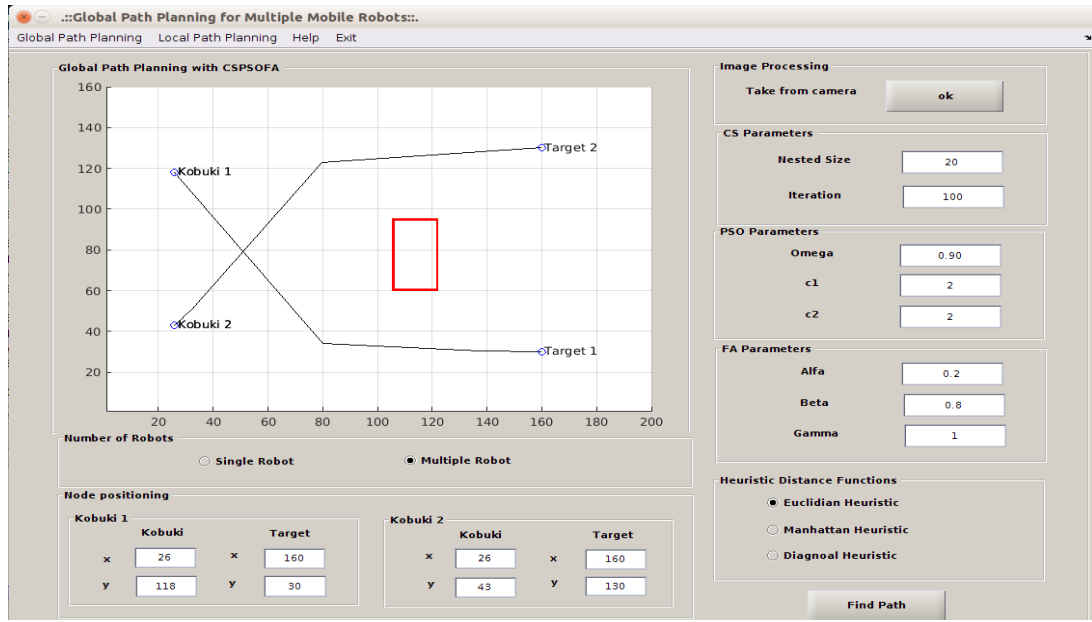 .::Global Path Planning for Multiple Mobile Robots::.
Global Path Planning Local Path Planning Help Exit
Global Path Planning with CSPSOFA
160
140
120
100
80
60
40
20
20 40 60 80 100 120 140 160 180 200
Kobuki 1
Target 2
Kobuki 2
Target 1
Number of Robots
Single Robot Multiple Robot
Node positioning
Kobuki 1
Kobuki Target
x 26 x 160
y 118 y 30
Kobuki 2
Kobuki Target
x 26 x 160
y 43 y 130
Image Processing
Take from camera ok
CS Parameters
Nested Size 20
Iteration 100
PSO Parameters
Omega 0.90
c1 2
c2 2
FA Parameters
Alfa 0.2
Beta 0.8
Gamma 1
Heuristic Distance Functions
Euclidian Heuristic
Manhattan Heuristic
Diagnoal Heuristic
Find Path